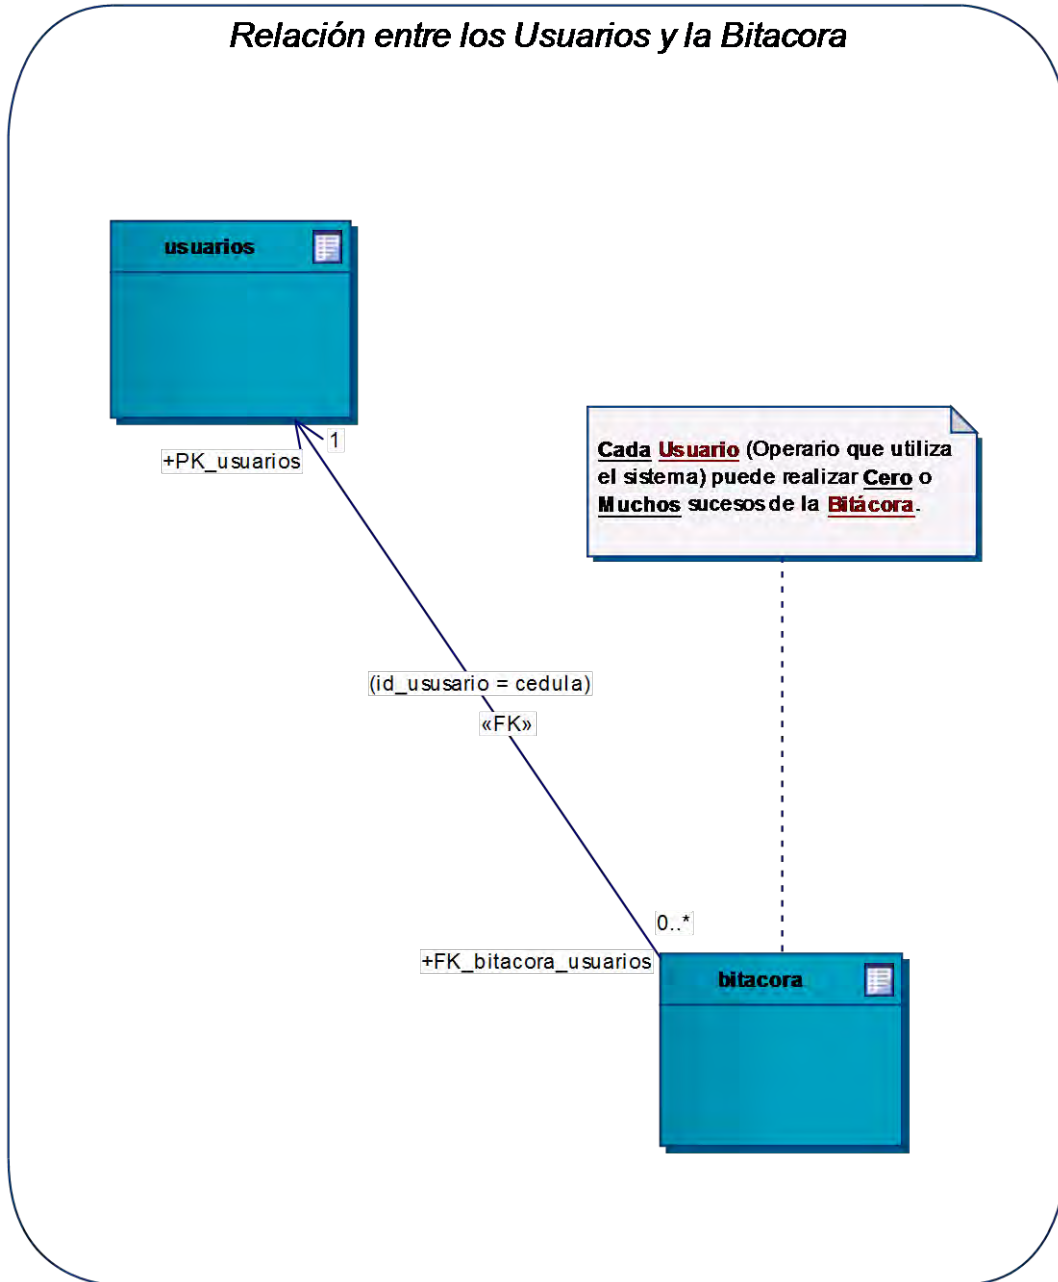 Relación entre los Usuarios y la Bitacora
usuarios
1
+PK_usuarios
Cada Usuario (Operario que utiliza
el sistema) puede realizar Cero o
Muchos sucesos de la Bitácora.
(id_ususario = cedula)
«FK»
0..*
+FK_bitacora_usuarios
bitacora